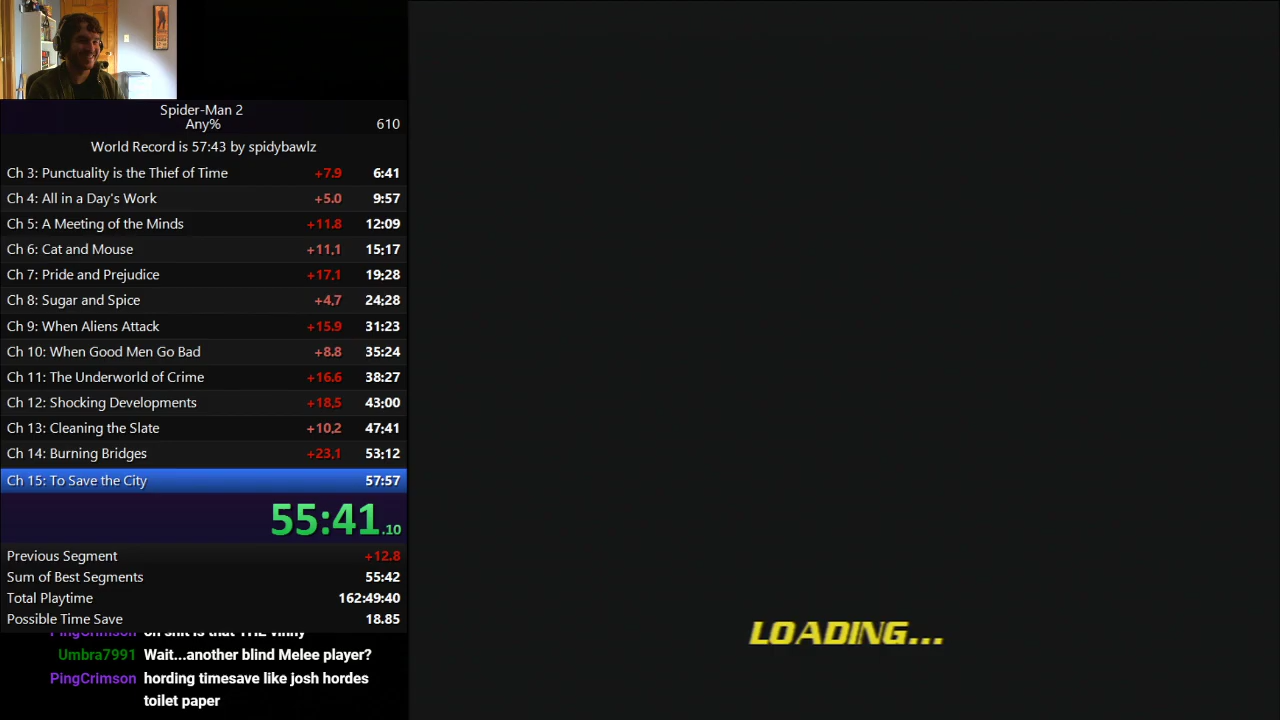 Spider-Man 2
Any% 610
World Record is 57:43 by spidybawlz
Ch 3: Punctuality is the Thief of Time +7.9 6:41
Ch 4: All in a Day's Work +5.0 9:57
Ch 5: A Meeting of the Minds +11.8 12:09
Ch 6: Cat and Mouse +11.1 15:17
Ch 7: Pride and Prejudice +17.1 19:28
Ch 8: Sugar and Spice +4.7 24:28
Ch 9: When Aliens Attack +15.9 31:23
Ch 10: When Good Men Go Bad +8.8 35:24
Ch 11: The Underworld of Crime +16.6 38:27
Ch 12: Shocking Developments +18.5 43:00
Ch 13: Cleaning the Slate +10.2 47:41
Ch 14: Burning Bridges +23.1 53:12
Ch 15: To Save the City 57:57
55:41.10
Previous Segment +12.8
Sum of Best Segments 55:42
Total Playtime 162:49:40
Possible Time Save 18.85
PingCrimson oh shit is that THE vinny
Umbra7991 Wait...another blind Melee player?
PingCrimson hording timesave like josh hordes
toilet paper
LOADING...